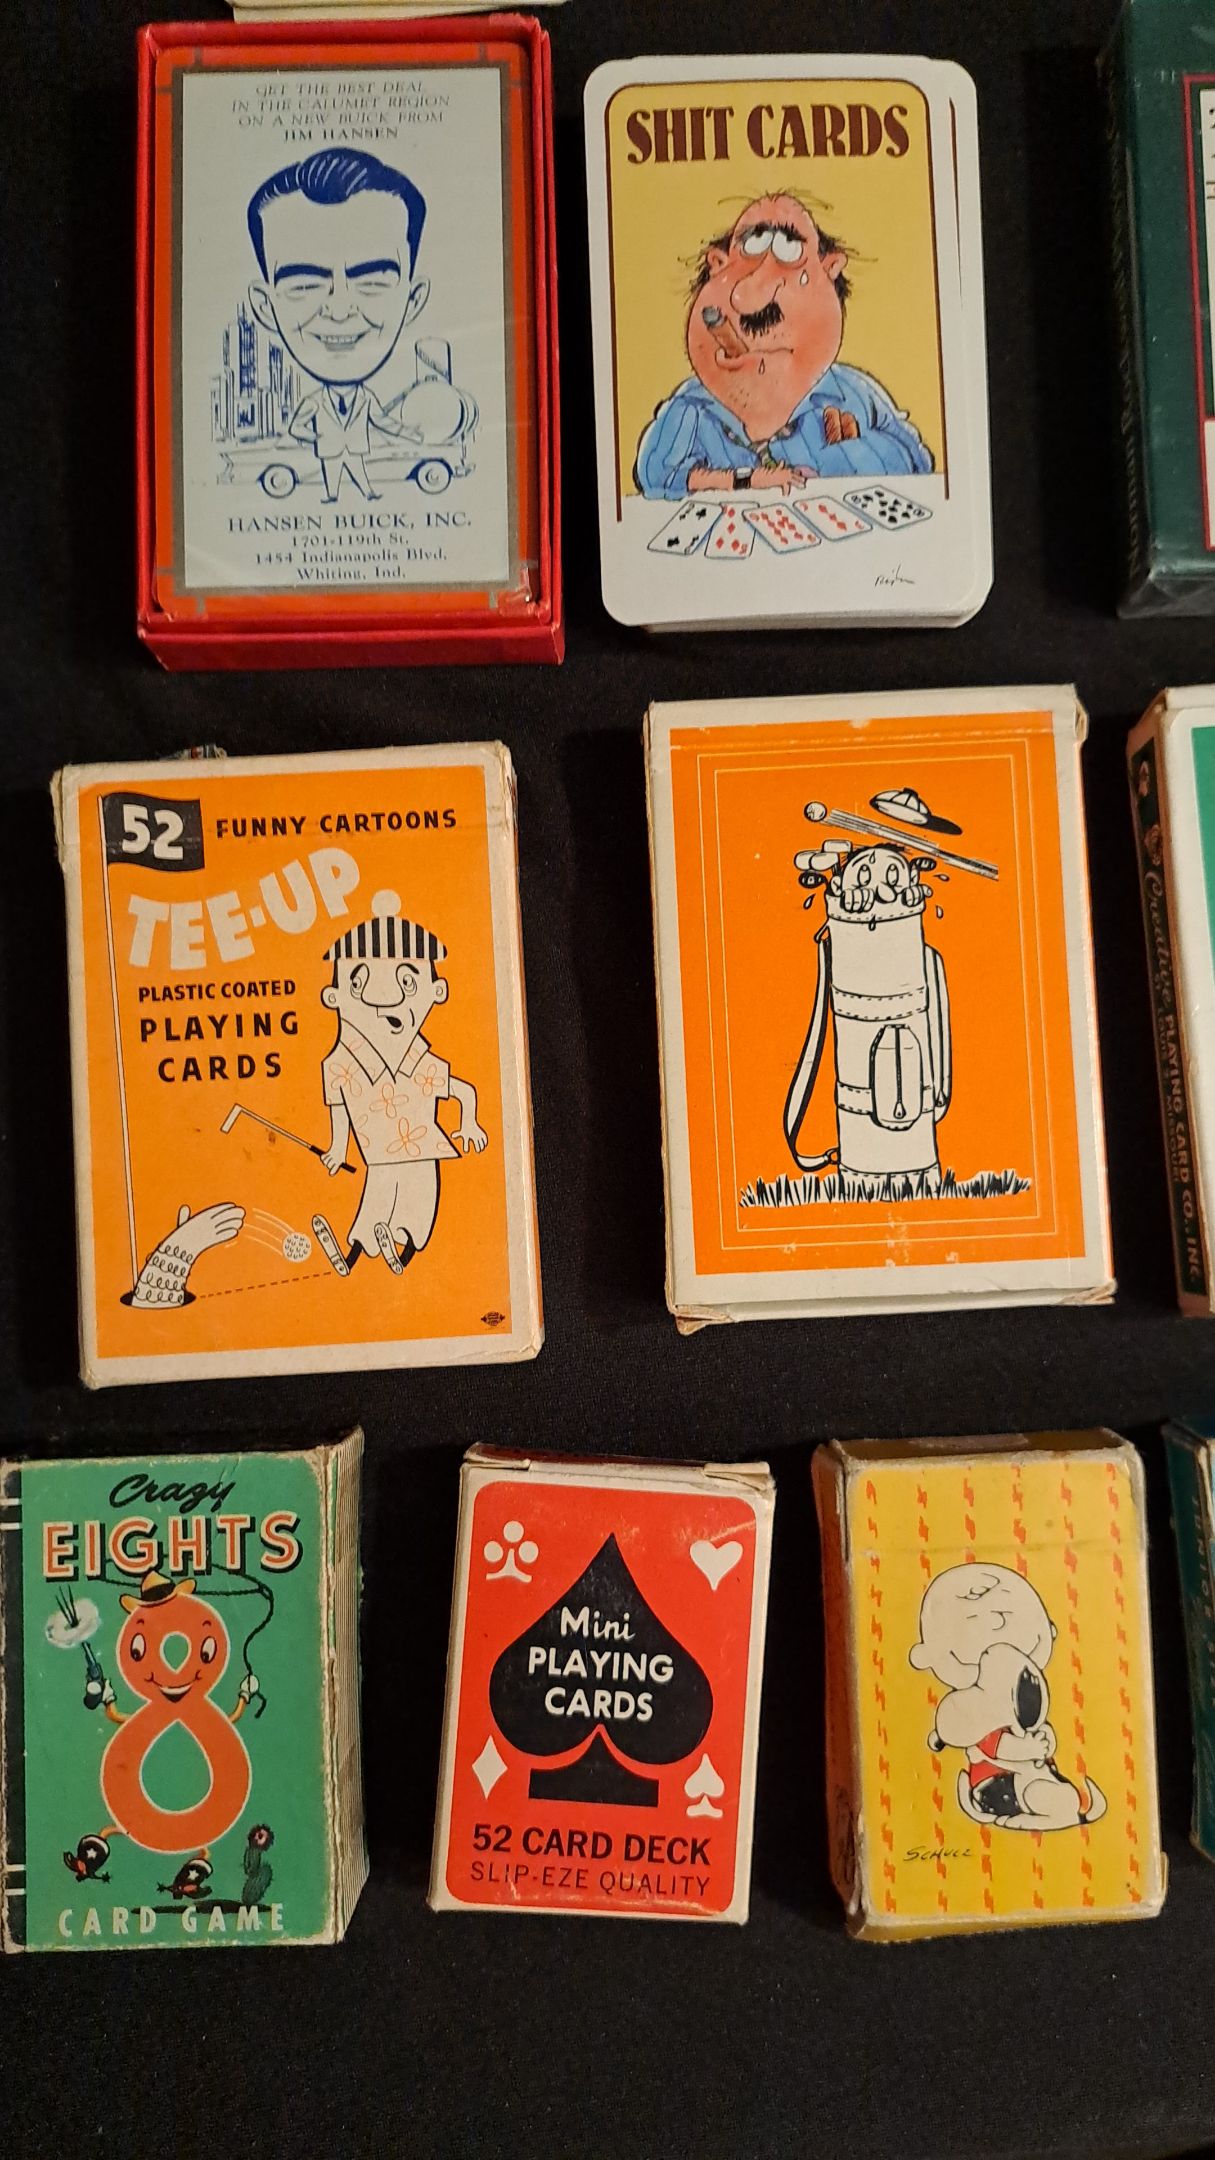 GET THE BEST DEAL
IN THE CALUMET REGION
ON A NEW BUICK FROM
JIM HANSEN
HANSEN BUICK, INC.
1701-119th St.
1454 Indianapolis Blvd.
Whiting, Ind.
SHIT CARDS
52 FUNNY CARTOONS
TEE-UP
PLASTIC COATED
PLAYING
CARDS
Creative PLAYING CARD CO., INC.
MISSOURI
Crazy
EIGHTS
8
CARD GAME
Mini
PLAYING
CARDS
52 CARD DECK
SLIP-EZE QUALITY
SCHULZ